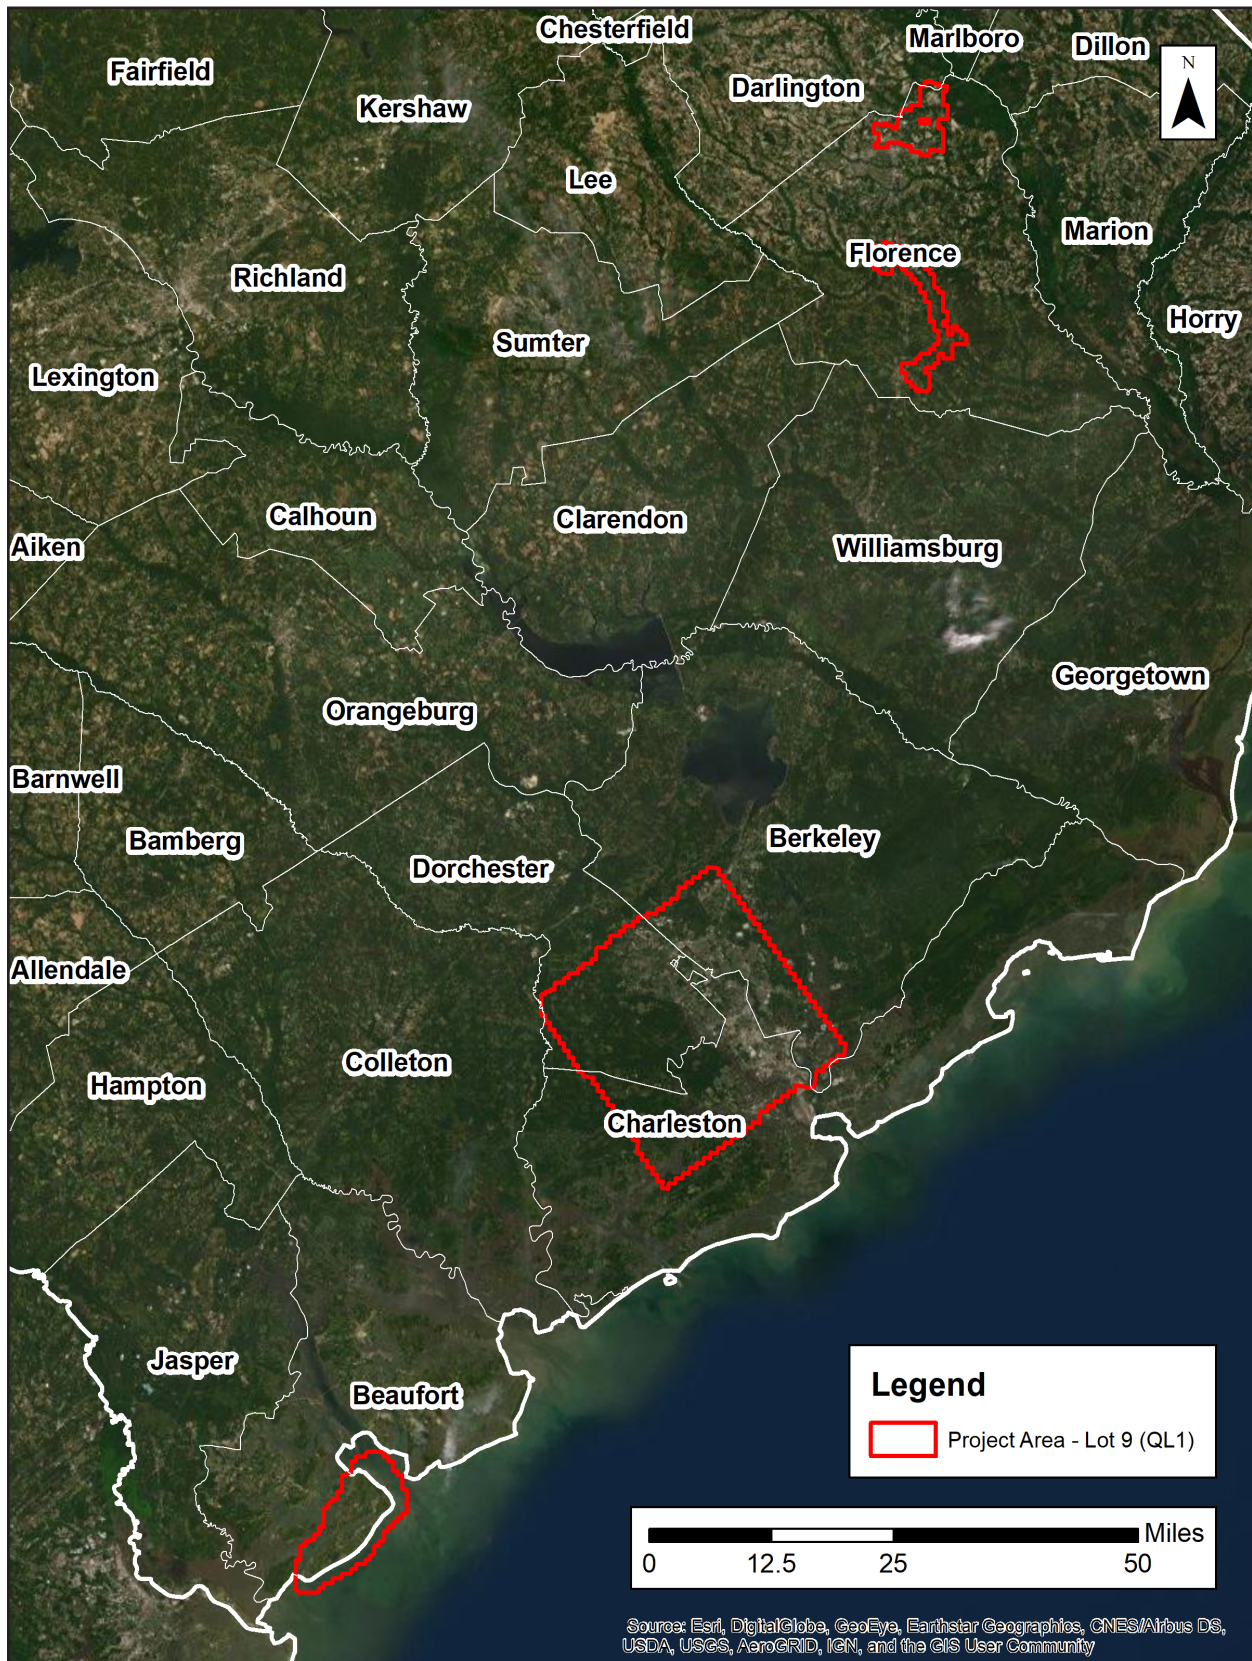 Chesterfield
Marlboro
Dillon
Fairfield
Darlington
N
Kershaw
Lee
Marion
Florence
Richland
Horry
Sumter
Lexington
Calhoun
Clarendon
Aiken
Williamsburg
Georgetown
Orangeburg
Barnwell
Bamberg
Berkeley
Dorchester
Allendale
Colleton
Hampton
Charleston
Jasper
Beaufort
Legend
Project Area - Lot 9 (QL1)
Miles
0 12.5 25 50
Source: Esri, DigitalGlobe, GeoEye, Earthstar Geographics, CNES/Airbus DS,
USDA, USGS, AeroGRID, IGN, and the GIS User Community